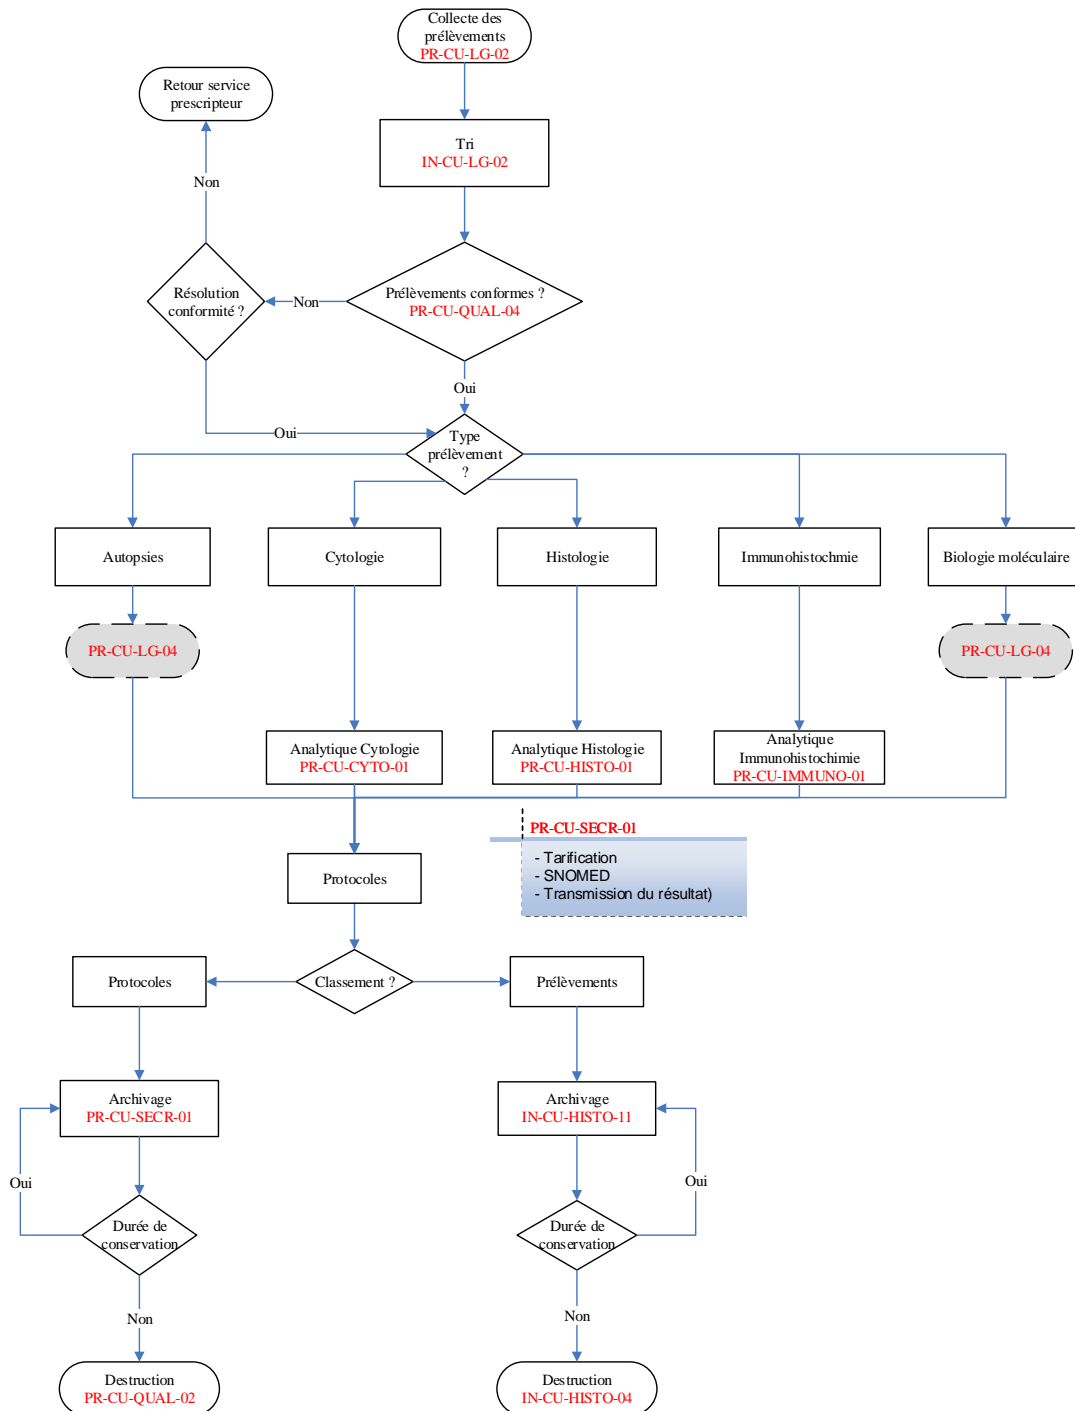 Collecte des
prélèvements
PR-CU-LG-02
Retour service
prescripteur
Tri
IN-CU-LG-02
Non
Résolution
conformité ?
Non
Prélèvements conformes ?
PR-CU-QUAL-04
Oui
Oui
Type
prélèvement
?
Autopsies
Cytologie
Histologie
Immunohistochmie
Biologie moléculaire
PR-CU-LG-04
PR-CU-LG-04
Analytique Cytologie
PR-CU-CYTO-01
Analytique Histologie
PR-CU-HISTO-01
Analytique
Immunohistochimie
PR-CU-IMMUNO-01
PR-CU-SECR-01
- Tarification
- SNOMED
- Transmission du résultat)
Protocoles
Protocoles
Classement ?
Prélèvements
Archivage
PR-CU-SECR-01
Archivage
IN-CU-HISTO-11
Oui
Oui
Durée de
conservation
Durée de
conservation
Non
Non
Destruction
PR-CU-QUAL-02
Destruction
IN-CU-HISTO-04